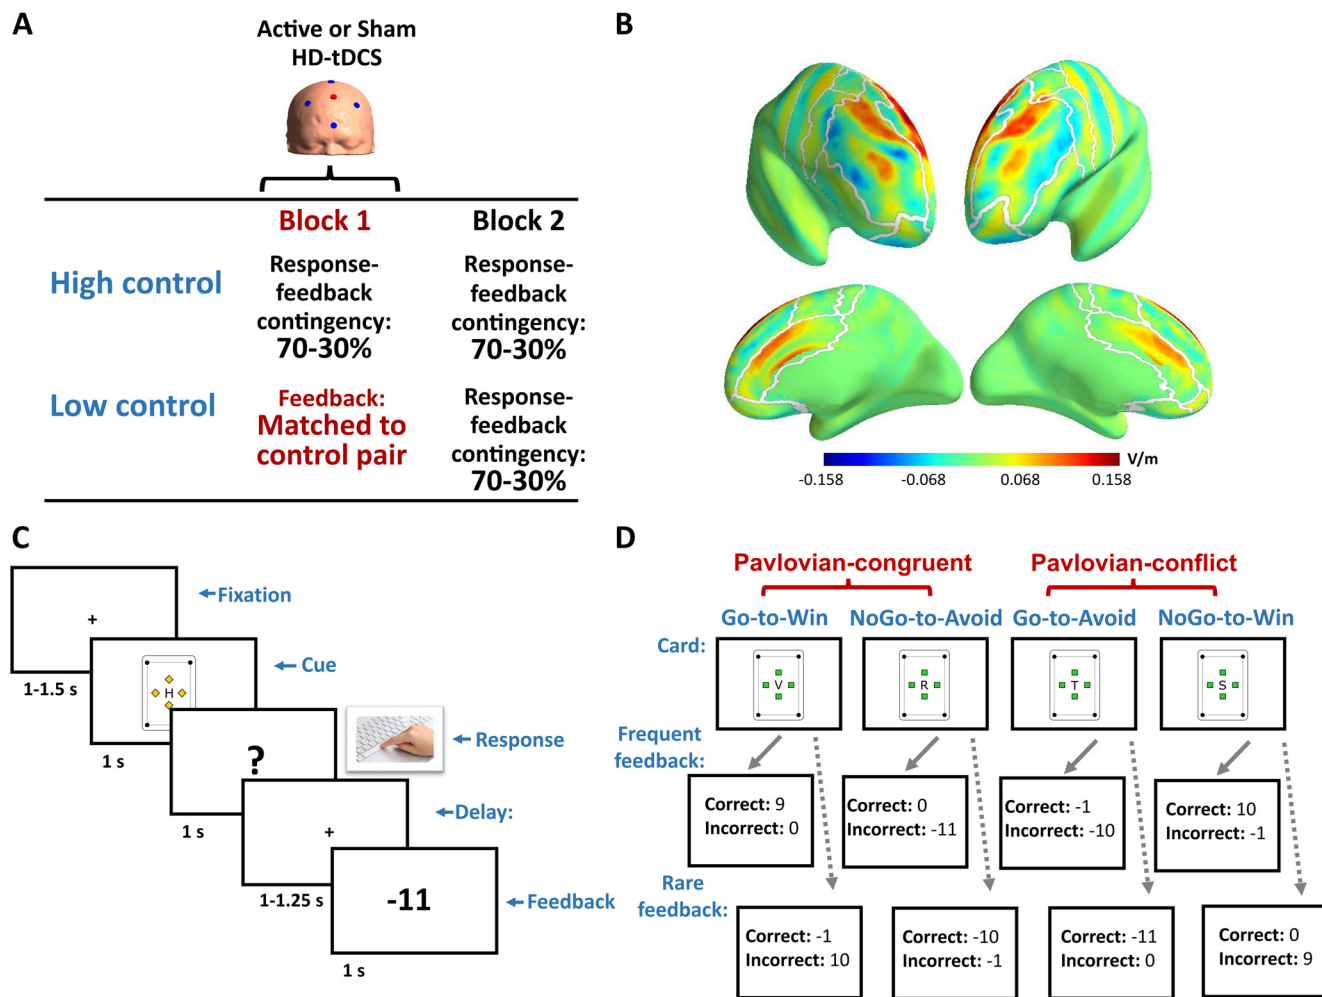 A
Active or Sham
HD-tDCS
Block 1
Block 2
High control
Response-
feedback
contingency:
70-30%
Response-
feedback
contingency:
70-30%
Low control
Feedback:
Matched to
control pair
Response-
feedback
contingency:
70-30%
B
V/m
-0.158
-0.068
0.068
0.158
C
+
Fixation
1-1.5 s
H
Cue
1 s
?
Response
1 s
+
Delay:
1-1.25 s
-11
Feedback
1 s
D
Pavlovian-congruent
Pavlovian-conflict
Go-to-Win
NoGo-to-Avoid
Go-to-Avoid
NoGo-to-Win
Card:
V
R
T
S
Frequent
feedback:
Correct: 9
Incorrect: 0
Correct: 0
Incorrect: -11
Correct: -1
Incorrect: -10
Correct: 10
Incorrect: -1
Rare
feedback:
Correct: -1
Incorrect: 10
Correct: -10
Incorrect: -1
Correct: -11
Incorrect: 0
Correct: 0
Incorrect: 9